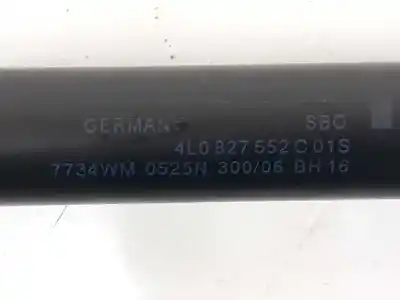 GERMANY SBC
4L0 827 552 C 01S
7734WM 0525N 300/06 BH 16